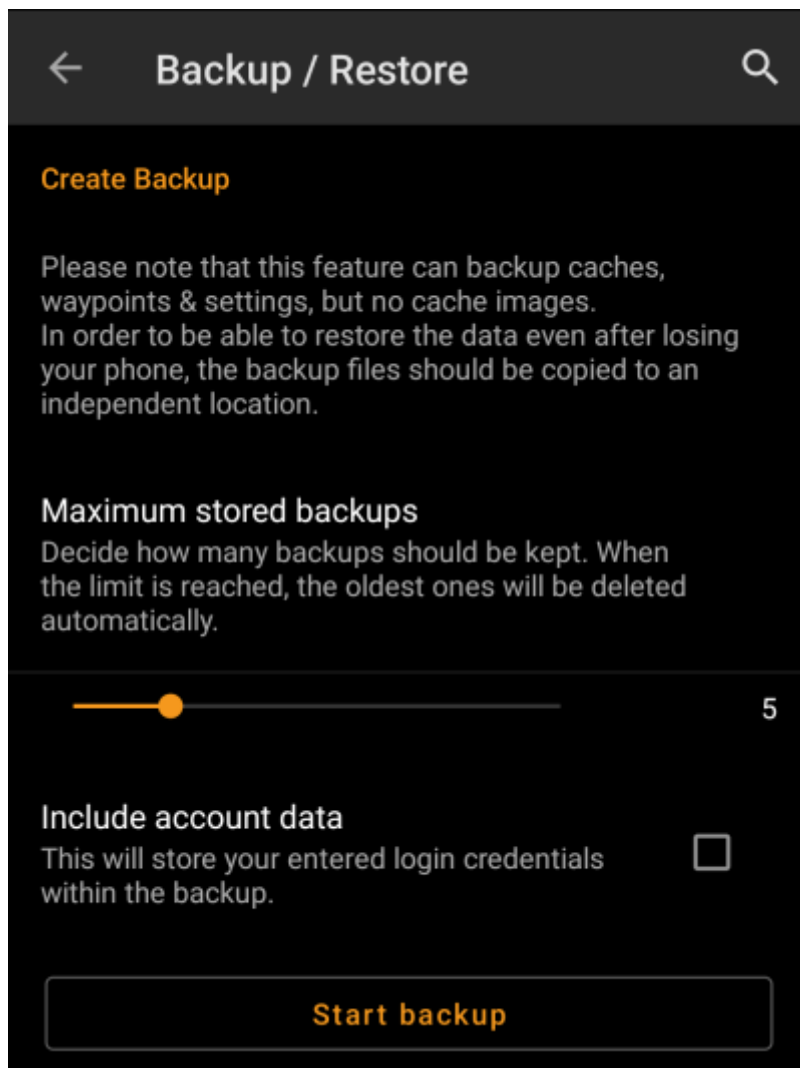 Backup / Restore
Create Backup
Please note that this feature can backup caches,
waypoints & settings, but no cache images.
In order to be able to restore the data even after losing
your phone, the backup files should be copied to an
independent location.
Maximum stored backups
Decide how many backups should be kept. When
the limit is reached, the oldest ones will be deleted
automatically.
5
Include account data
This will store your entered login credentials
within the backup.
Start backup